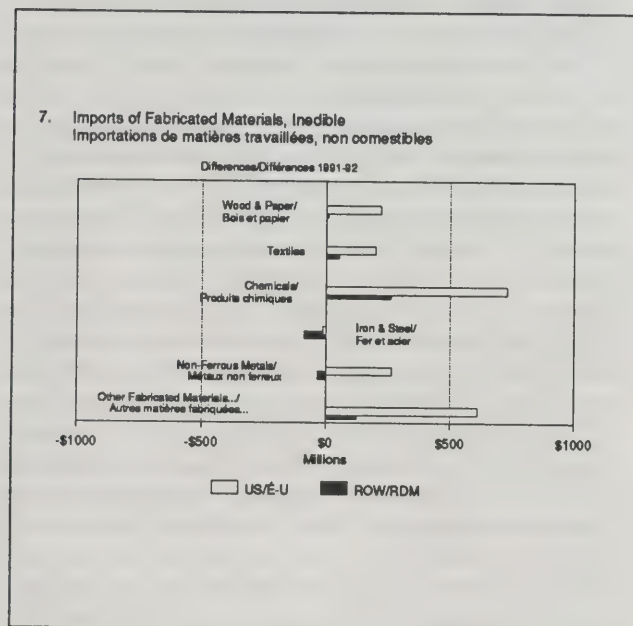 7. Imports of Fabricated Materials, Inedible
Importations de matières travaillées, non comestibles
Differences/Différences 1991-92
Wood & Paper/
Bois et papier
Textiles
Chemicals/
Produits chimiques
Iron & Steel/
Fer et acier
Non-Ferrous Metals/
Métaux non ferreux
Other Fabricated Materials.../
Autres matières fabriquées...
-$1000 -$500 $0 $500 $1000
Millions
US/É-U ROW/RDM